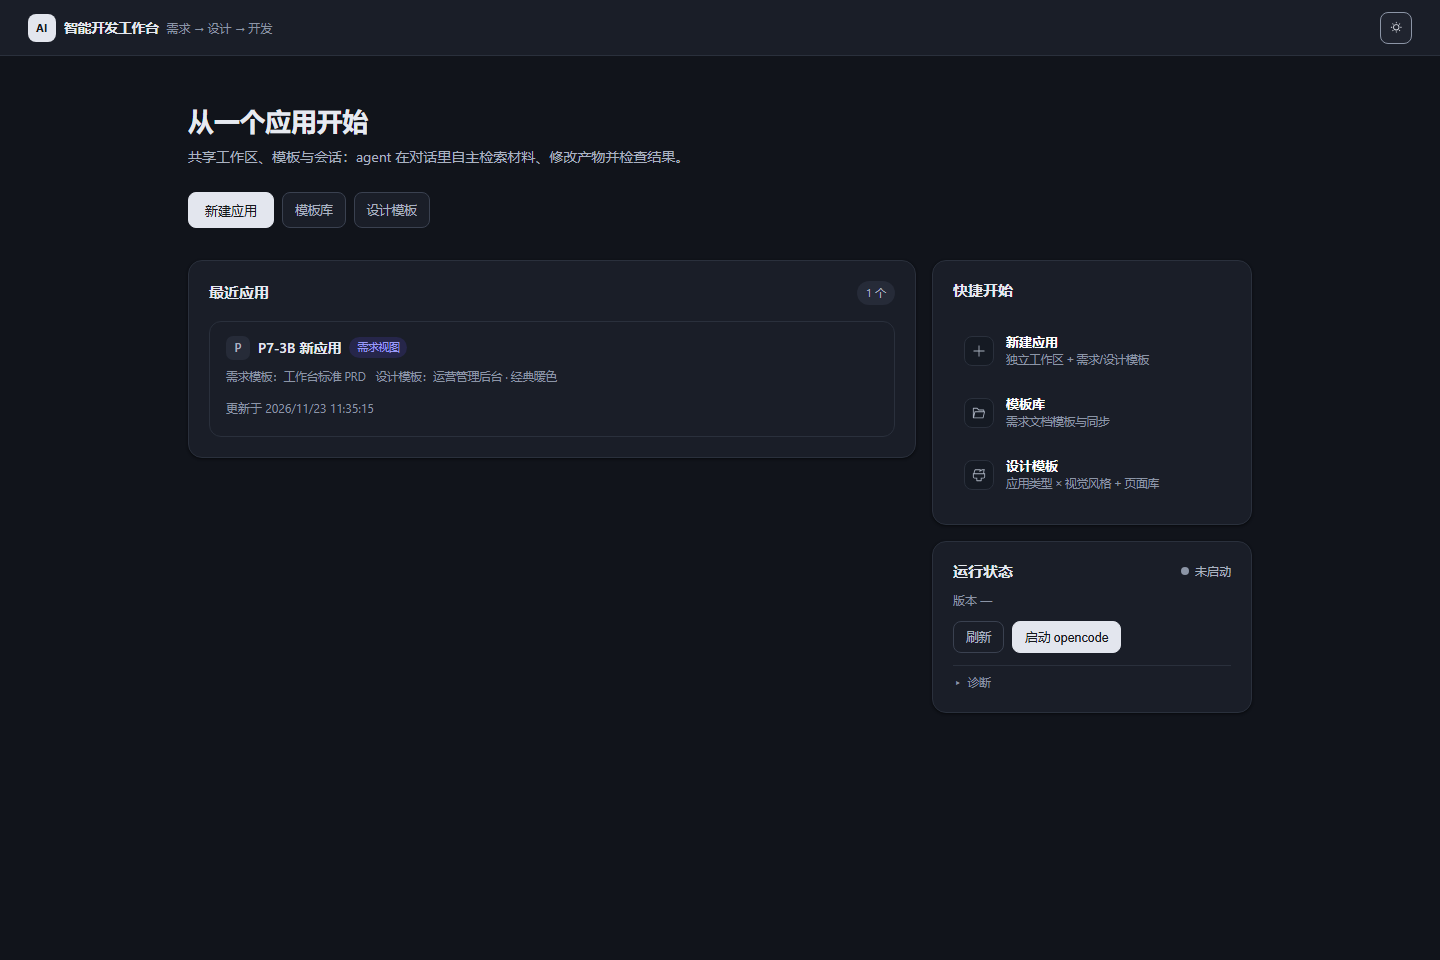 AI 智能开发工作台 需求 → 设计 → 开发
从一个应用开始
共享工作区、模板与会话：agent 在对话里自主检索材料、修改产物并检查结果。
新建应用 模板库 设计模板
最近应用 1 个
P P7-3B 新应用 需求视图
需求模板：工作台标准 PRD 设计模板：运营管理后台 · 经典暖色
更新于 2026/11/23 11:35:15
快捷开始
新建应用
独立工作区 + 需求/设计模板
模板库
需求文档模板与同步
设计模板
应用类型 × 视觉风格 + 页面库
运行状态 未启动
版本 —
刷新 启动 opencode
诊断